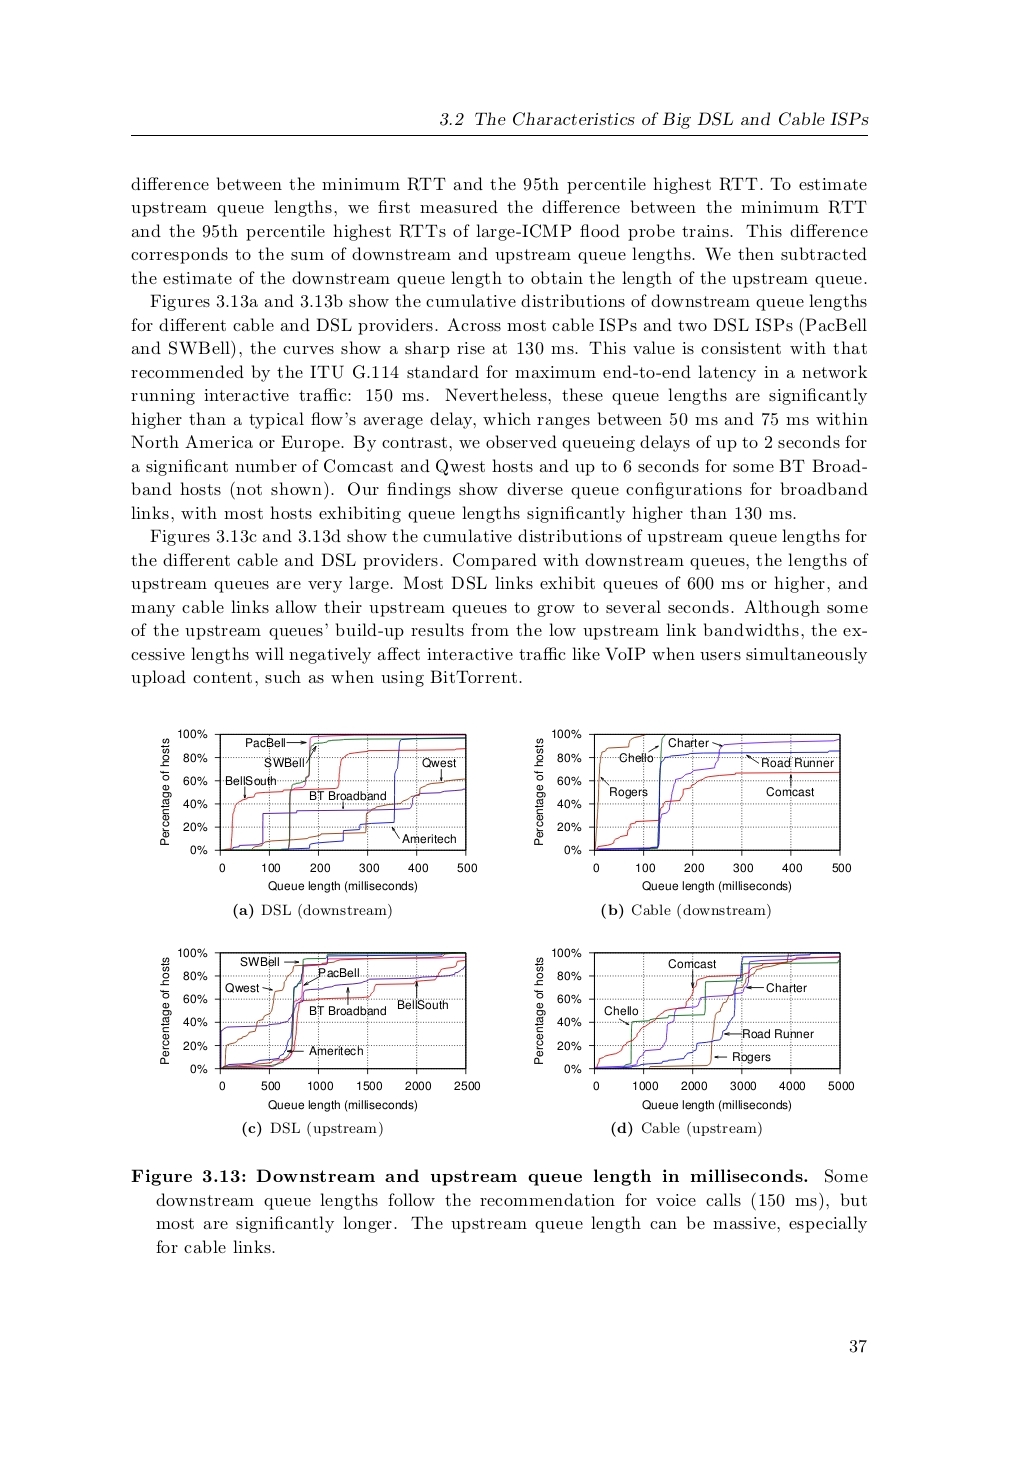 3.2 The Characteristics of Big DSL and Cable ISPs
difference between the minimum RTT and the 95th percentile highest RTT. To estimate
upstream queue lengths, we first measured the difference between the minimum RTT
and the 95th percentile highest RTTs of large-ICMP flood probe trains. This difference
corresponds to the sum of downstream and upstream queue lengths. We then subtracted
the estimate of the downstream queue length to obtain the length of the upstream queue.
Figures 3.13a and 3.13b show the cumulative distributions of downstream queue lengths
for different cable and DSL providers. Across most cable ISPs and two DSL ISPs (PacBell
and SWBell), the curves show a sharp rise at 130 ms. This value is consistent with that
recommended by the ITU G.114 standard for maximum end-to-end latency in a network
running interactive traffic: 150 ms. Nevertheless, these queue lengths are significantly
higher than a typical flow's average delay, which ranges between 50 ms and 75 ms within
North America or Europe. By contrast, we observed queueing delays of up to 2 seconds for
a significant number of Comcast and Qwest hosts and up to 6 seconds for some BT Broad-
band hosts (not shown). Our findings show diverse queue configurations for broadband
links, with most hosts exhibiting queue lengths significantly higher than 130 ms.
Figures 3.13c and 3.13d show the cumulative distributions of upstream queue lengths for
the different cable and DSL providers. Compared with downstream queues, the lengths of
upstream queues are very large. Most DSL links exhibit queues of 600 ms or higher, and
many cable links allow their upstream queues to grow to several seconds. Although some
of the upstream queues' build-up results from the low upstream link bandwidths, the ex-
cessive lengths will negatively affect interactive traffic like VoIP when users simultaneously
upload content, such as when using BitTorrent.
Percentage of hosts
100%
80%
60%
40%
20%
0%
PacBell
SWBell
BellSouth
Qwest
BT Broadband
Ameritech
0 100 200 300 400 500
Queue length (milliseconds)
(a) DSL (downstream)
Percentage of hosts
100%
80%
60%
40%
20%
0%
Charter
Chello
Road Runner
Rogers
Comcast
0 100 200 300 400 500
Queue length (milliseconds)
(b) Cable (downstream)
Percentage of hosts
100%
80%
60%
40%
20%
0%
SWBell
PacBell
Qwest
BT Broadband
BellSouth
Ameritech
0 500 1000 1500 2000 2500
Queue length (milliseconds)
(c) DSL (upstream)
Percentage of hosts
100%
80%
60%
40%
20%
0%
Comcast
Charter
Chello
Road Runner
Rogers
0 1000 2000 3000 4000 5000
Queue length (milliseconds)
(d) Cable (upstream)
Figure 3.13: Downstream and upstream queue length in milliseconds. Some
downstream queue lengths follow the recommendation for voice calls (150 ms), but
most are significantly longer. The upstream queue length can be massive, especially
for cable links.
37